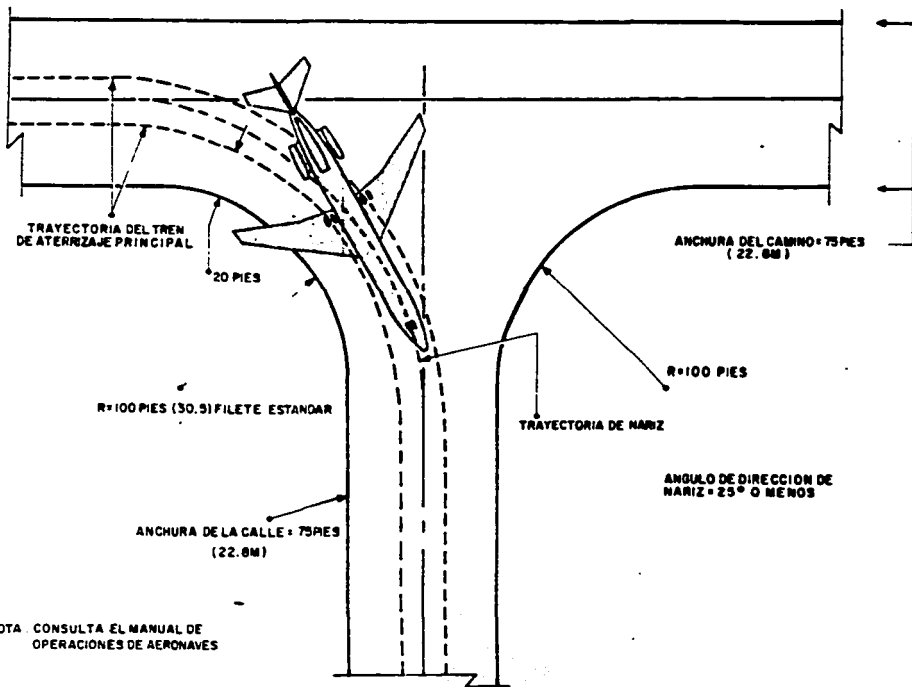 TRAYECTORIA DEL TREN
DE ATERRIZAJE PRINCIPAL
20 PIES
ANCHURA DEL CAMINO = 75 PIES
(22.8M)
R=100 PIES
R=100 PIES (30.5) FILETE ESTANDAR
TRAYECTORIA DE NARIZ
ANGULO DE DIRECCION DE
NARIZ = 25° O MENOS
ANCHURA DE LA CALLE = 75PIES
(22.8M)
OTA. CONSULTA EL MANUAL DE
OPERACIONES DE AERONAVES